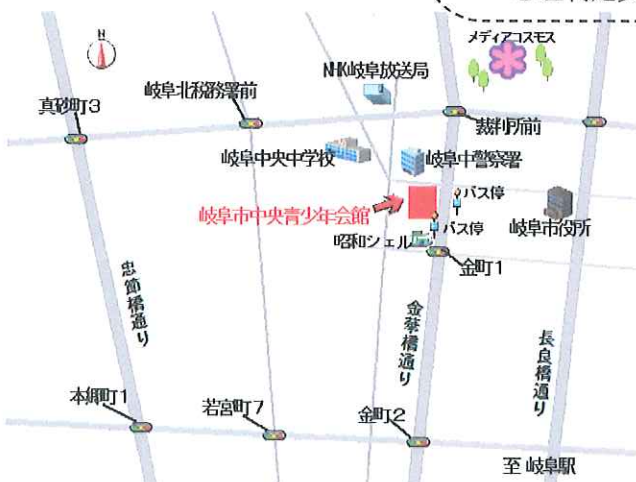 N
メディアコスモス
NHK岐阜放送局
真砂町3
岐阜北税務署前
裁判所前
岐阜中央中学校
岐阜中警察署
バス停
岐阜市中央青少年会館
バス停
岐阜市役所
昭和シェル
金町1
忠節橋通り
金華橋通り
長良橋通り
本郷町1
若宮町7
金町2
至 岐阜駅